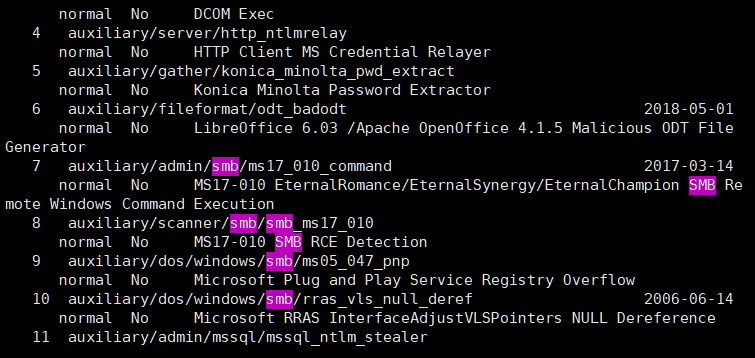 normal  No     DCOM Exec
4   auxiliary/server/http_ntlmrelay
normal  No     HTTP Client MS Credential Relayer
5   auxiliary/gather/konica_minolta_pwd_extract
normal  No     Konica Minolta Password Extractor
6   auxiliary/fileformat/odt_badodt                                 2018-05-01
normal  No     LibreOffice 6.03 /Apache OpenOffice 4.1.5 Malicious ODT File
Generator
7   auxiliary/admin/smb/ms17_010_command                            2017-03-14
normal  No     MS17-010 EternalRomance/EternalSynergy/EternalChampion SMB Re
mote Windows Command Execution
8   auxiliary/scanner/smb/smb_ms17_010
normal  No     MS17-010 SMB RCE Detection
9   auxiliary/dos/windows/smb/ms05_047_pnp
normal  No     Microsoft Plug and Play Service Registry Overflow
10  auxiliary/dos/windows/smb/rras_vls_null_deref                   2006-06-14
normal  No     Microsoft RRAS InterfaceAdjustVLSPointers NULL Dereference
11  auxiliary/admin/mssql/mssql_ntlm_stealer